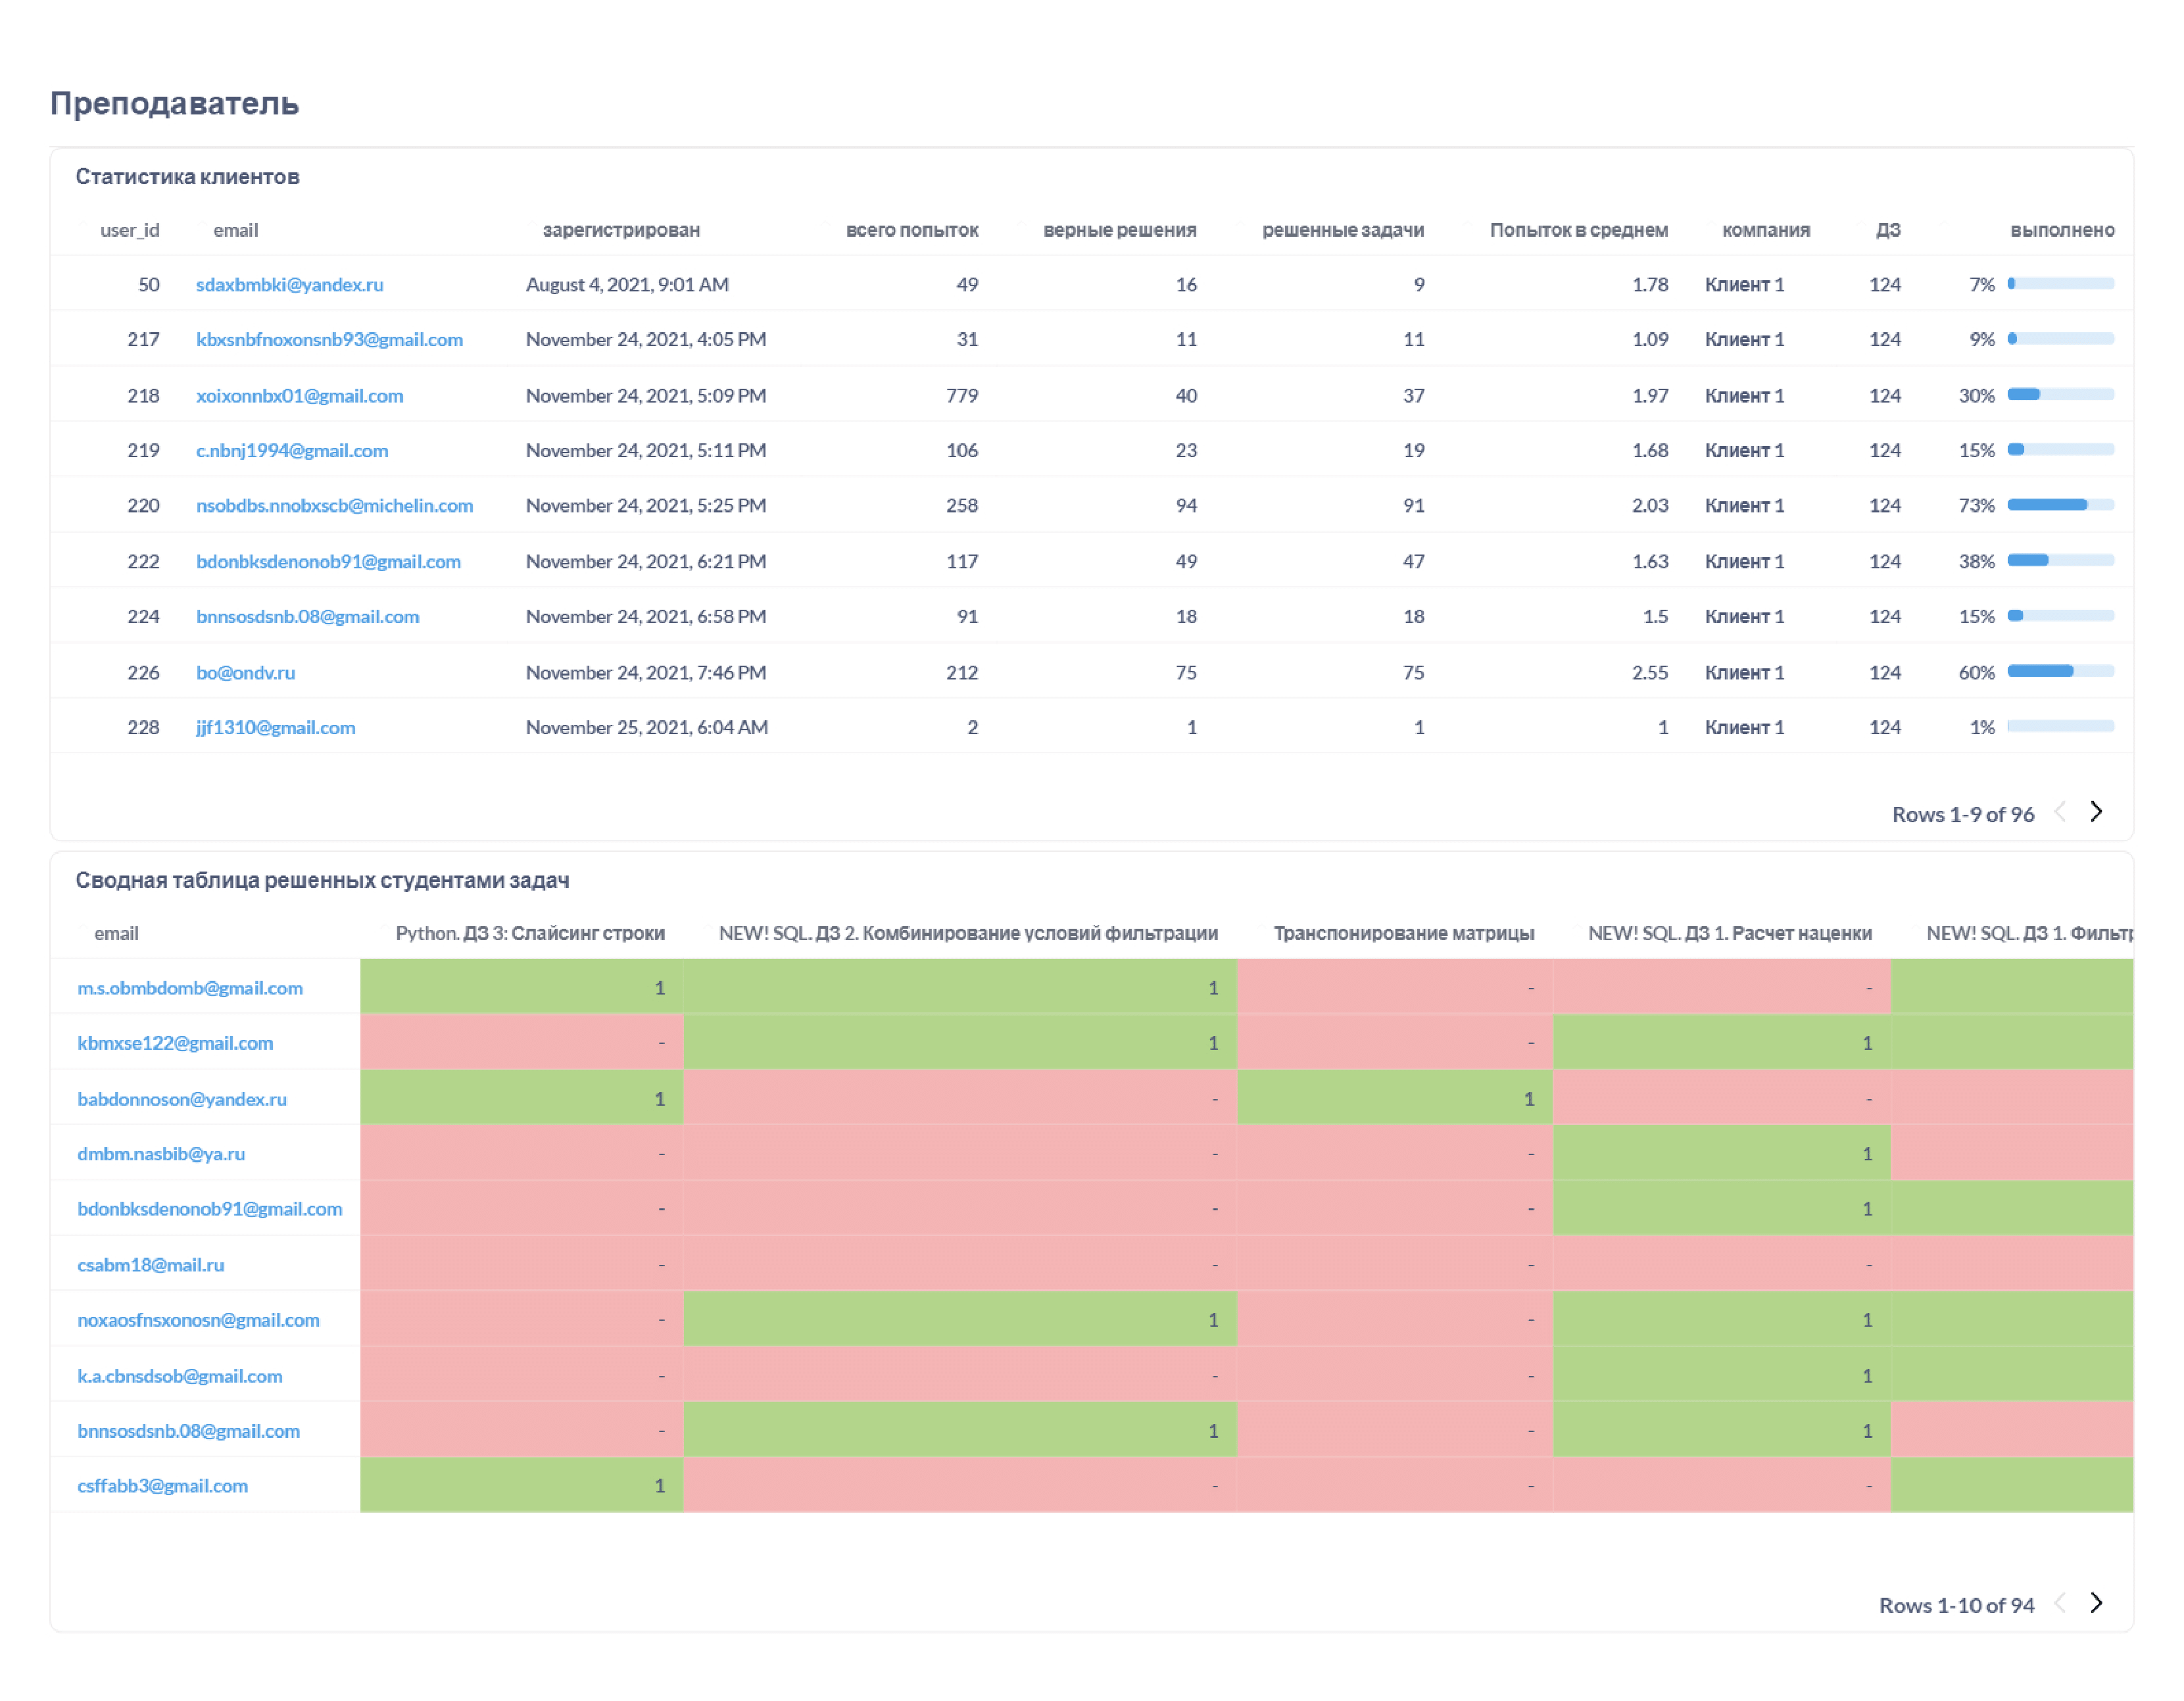 Преподаватель
Статистика клиентов
user_id email зарегистрирован всего попыток верные решения решенные задачи Попыток в среднем компания ДЗ выполнено
50 sdaxbmbki@yandex.ru August 4, 2021, 9:01 AM 49 16 9 1.78 Клиент 1 124 7%
217 kbxsnbfnoxonsnb93@gmail.com November 24, 2021, 4:05 PM 31 11 11 1.09 Клиент 1 124 9%
218 xoixonnbx01@gmail.com November 24, 2021, 5:09 PM 779 40 37 1.97 Клиент 1 124 30%
219 c.nbnj1994@gmail.com November 24, 2021, 5:11 PM 106 23 19 1.68 Клиент 1 124 15%
220 nsobdbs.nnobxscb@michelin.com November 24, 2021, 5:25 PM 258 94 91 2.03 Клиент 1 124 73%
222 bdonbksdenonob91@gmail.com November 24, 2021, 6:21 PM 117 49 47 1.63 Клиент 1 124 38%
224 bnnsosdsnb.08@gmail.com November 24, 2021, 6:58 PM 91 18 18 1.5 Клиент 1 124 15%
226 bo@ondv.ru November 24, 2021, 7:46 PM 212 75 75 2.55 Клиент 1 124 60%
228 jjf1310@gmail.com November 25, 2021, 6:04 AM 2 1 1 1 Клиент 1 124 1%
Rows 1-9 of 96
Сводная таблица решенных студентами задач
email Python. ДЗ 3: Слайсинг строки NEW! SQL. ДЗ 2. Комбинирование условий фильтрации Транспонирование матрицы NEW! SQL. ДЗ 1. Расчет наценки NEW! SQL. ДЗ 1. Фильтр
m.s.obmbdomb@gmail.com 1 1 - -
kbmxse122@gmail.com - 1 - 1
babdonnoson@yandex.ru 1 - 1 -
dmbm.nasbib@ya.ru - - - 1
bdonbksdenonob91@gmail.com - - - 1
csabm18@mail.ru - - - -
noxaosfnsxonosn@gmail.com - 1 - 1
k.a.cbnsdsob@gmail.com - - - 1
bnnsosdsnb.08@gmail.com - 1 - 1
csffabb3@gmail.com 1 - - -
Rows 1-10 of 94